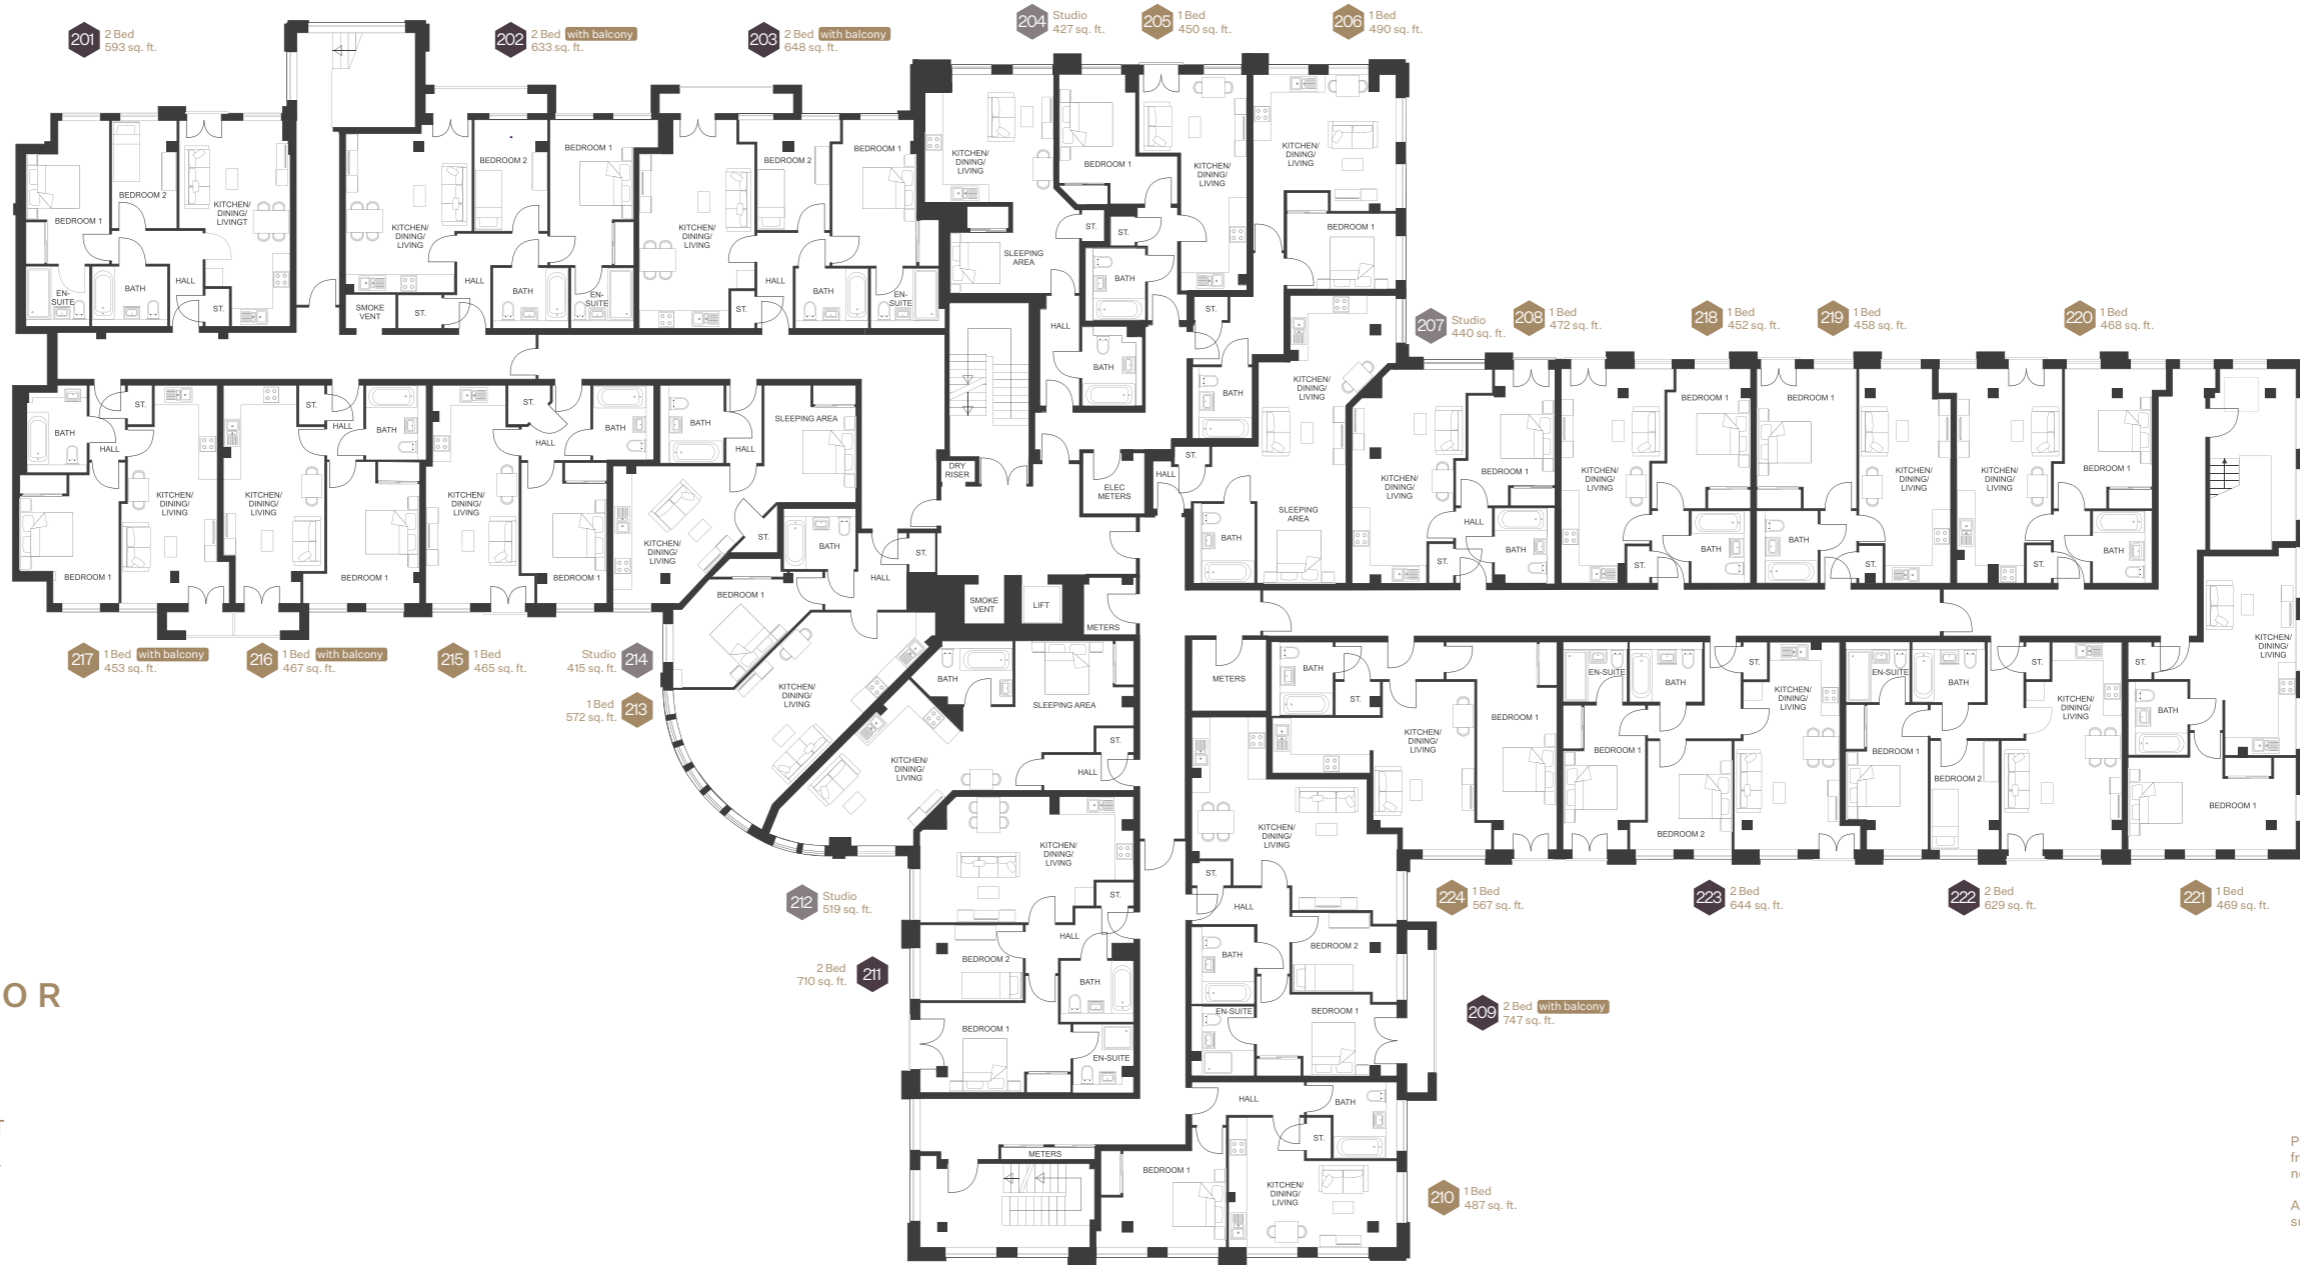 201
2 Bed
593 sq. ft.
202
2 Bed with balcony
633 sq. ft.
203
2 Bed with balcony
648 sq. ft.
204
Studio
427 sq. ft.
205
1 Bed
450 sq. ft.
206
1 Bed
490 sq. ft.
BEDROOM 1
BEDROOM 2
KITCHEN/
DINING/
LIVINGT
EN-
SUITE
BATH
HALL
ST.
KITCHEN/
DINING/
LIVING
BEDROOM 2
BEDROOM 1
SMOKE
VENT
ST.
HALL
BATH
EN-
SUITE
KITCHEN/
DINING/
LIVING
BEDROOM 2
BEDROOM 1
ST.
HALL
BATH
EN-
SUITE
KITCHEN/
DINING/
LIVING
SLEEPING
AREA
HALL
BATH
ST.
BEDROOM 1
KITCHEN/
DINING/
LIVING
ST.
BATH
KITCHEN/
DINING/
LIVING
BEDROOM 1
ST.
BATH
207
Studio
440 sq. ft.
208
1 Bed
472 sq. ft.
218
1 Bed
452 sq. ft.
219
1 Bed
458 sq. ft.
220
1 Bed
468 sq. ft.
BATH
ST.
HALL
KITCHEN/
DINING/
LIVING
BEDROOM 1
KITCHEN/
DINING/
LIVING
ST.
HALL
BATH
BEDROOM 1
KITCHEN/
DINING/
LIVING
ST.
HALL
BATH
BEDROOM 1
BATH
HALL
SLEEPING AREA
KITCHEN/
DINING/
LIVING
ST.
BATH
ST.
HALL
BEDROOM 1
KITCHEN/
DINING/
LIVING
DRY
RISER
ELEC
METERS
SMOKE
VENT
LIFT
METERS
HALL
ST.
BATH
SLEEPING
AREA
KITCHEN/
DINING/
LIVING
KITCHEN/
DINING/
LIVING
BEDROOM 1
HALL
ST.
BATH
KITCHEN/
DINING/
LIVING
BEDROOM 1
ST.
BATH
BEDROOM 1
KITCHEN/
DINING/
LIVING
BATH
ST.
KITCHEN/
DINING/
LIVING
BEDROOM 1
ST.
BATH
217
1 Bed with balcony
453 sq. ft.
216
1 Bed with balcony
467 sq. ft.
215
1 Bed
465 sq. ft.
Studio
415 sq. ft.
214
1 Bed
572 sq. ft.
213
BATH
SLEEPING AREA
KITCHEN/
DINING/
LIVING
ST.
HALL
METERS
BATH
ST.
KITCHEN/
DINING/
LIVING
BEDROOM 1
EN-SUITE
BATH
ST.
BEDROOM 1
BEDROOM 2
KITCHEN/
DINING/
LIVING
EN-SUITE
BATH
ST.
BEDROOM 1
BEDROOM 2
KITCHEN/
DINING/
LIVING
ST.
BATH
KITCHEN/
DINING/
LIVING
BEDROOM 1
212
Studio
519 sq. ft.
2 Bed
710 sq. ft.
211
224
1 Bed
567 sq. ft.
223
2 Bed
644 sq. ft.
222
2 Bed
629 sq. ft.
221
1 Bed
469 sq. ft.
KITCHEN/
DINING/
LIVING
ST.
HALL
BEDROOM 2
BATH
BEDROOM 1
EN-SUITE
KITCHEN/
DINING/
LIVING
ST.
HALL
BATH
BEDROOM 2
EN-SUITE
BEDROOM 1
209
2 Bed with balcony
747 sq. ft.
OR
METERS
HALL
BATH
ST.
BEDROOM 1
KITCHEN/
DINING/
LIVING
210
1 Bed
487 sq. ft.